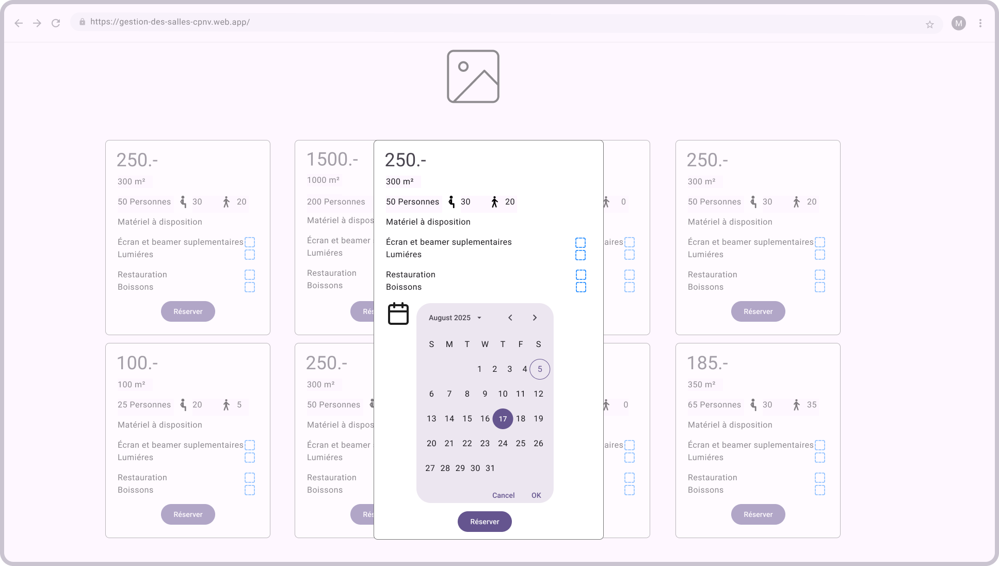 https://gestion-des-salles-cpnv.web.app/
M
250.-
300 m²
50 Personnes 30 20
Matériel à disposition
Écran et beamer suplementaires
Lumiéres
Restauration
Boissons
Réserver
1500.-
1000 m²
200 Personnes
Matériel à dispos
Écran et beamer
Lumiéres
Restauration
Boissons
Rés
250.-
300 m²
50 Personnes 30 20
Matériel à disposition
Écran et beamer suplementaires
Lumiéres
Restauration
Boissons
August 2025
S M T W T F S
1 2 3 4 5
6 7 8 9 10 11 12
13 14 15 16 17 18 19
20 21 22 23 24 25 26
27 28 29 30 31
Cancel OK
Réserver
0
aires
250.-
300 m²
50 Personnes 30 20
Matériel à disposition
Écran et beamer suplementaires
Lumiéres
Restauration
Boissons
Réserver
100.-
100 m²
25 Personnes 20 5
Matériel à disposition
Écran et beamer suplementaires
Lumiéres
Restauration
Boissons
Réserver
250.-
300 m²
50 Personnes
Matériel à dispos
Écran et beamer
Lumiéres
Restauration
Boissons
Rés
0
aires
185.-
350 m²
65 Personnes 30 35
Matériel à disposition
Écran et beamer suplementaires
Lumiéres
Restauration
Boissons
Réserver